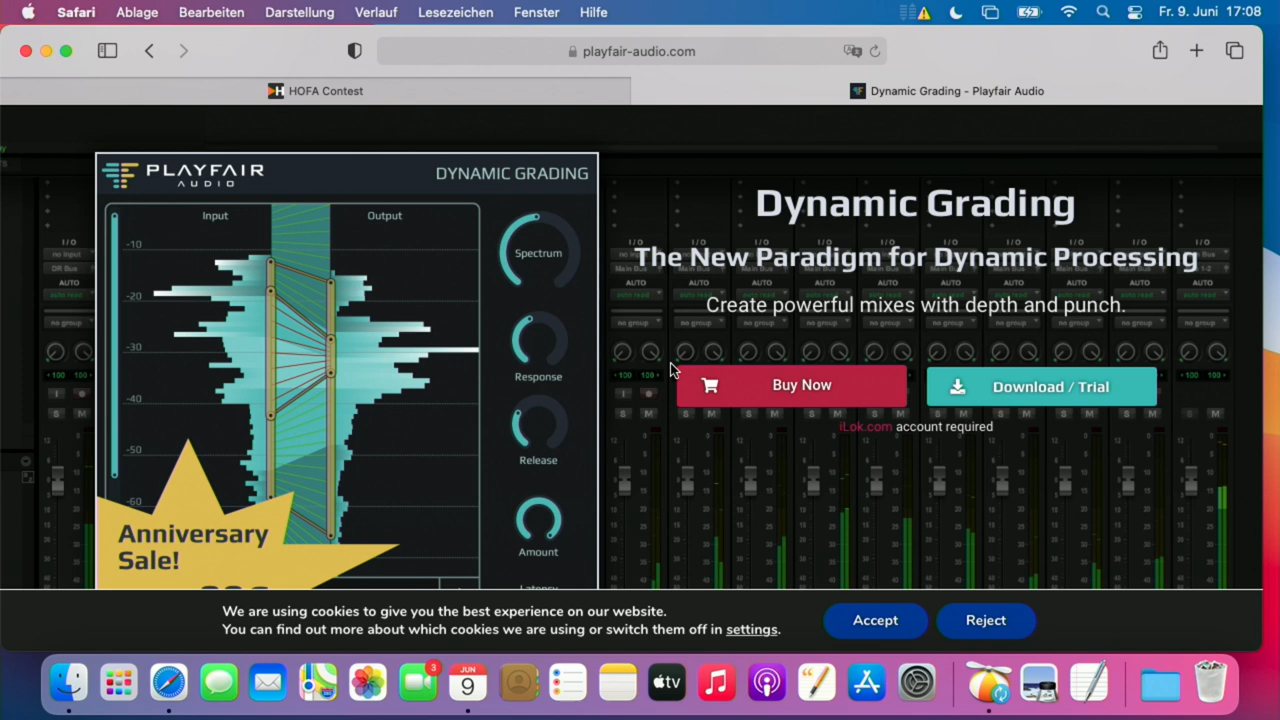 Safari Ablage Bearbeiten Darstellung Verlauf Lesezeichen Fenster Hilfe Fr. 9. Juni 17:08
playfair-audio.com
HOFA Contest
Dynamic Grading - Playfair Audio
PLAYFAIR
AUDIO
DYNAMIC GRADING
Input
Output
-10
-20
-30
-40
-50
-60
Spectrum
Response
Release
Amount
Latency
Anniversary
Sale!
Dynamic Grading
The New Paradigm for Dynamic Processing
Create powerful mixes with depth and punch.
Buy Now
Download / Trial
iLok.com account required
We are using cookies to give you the best experience on our website.
You can find out more about which cookies we are using or switch them off in settings.
Accept
Reject
3
JUN
9
tv